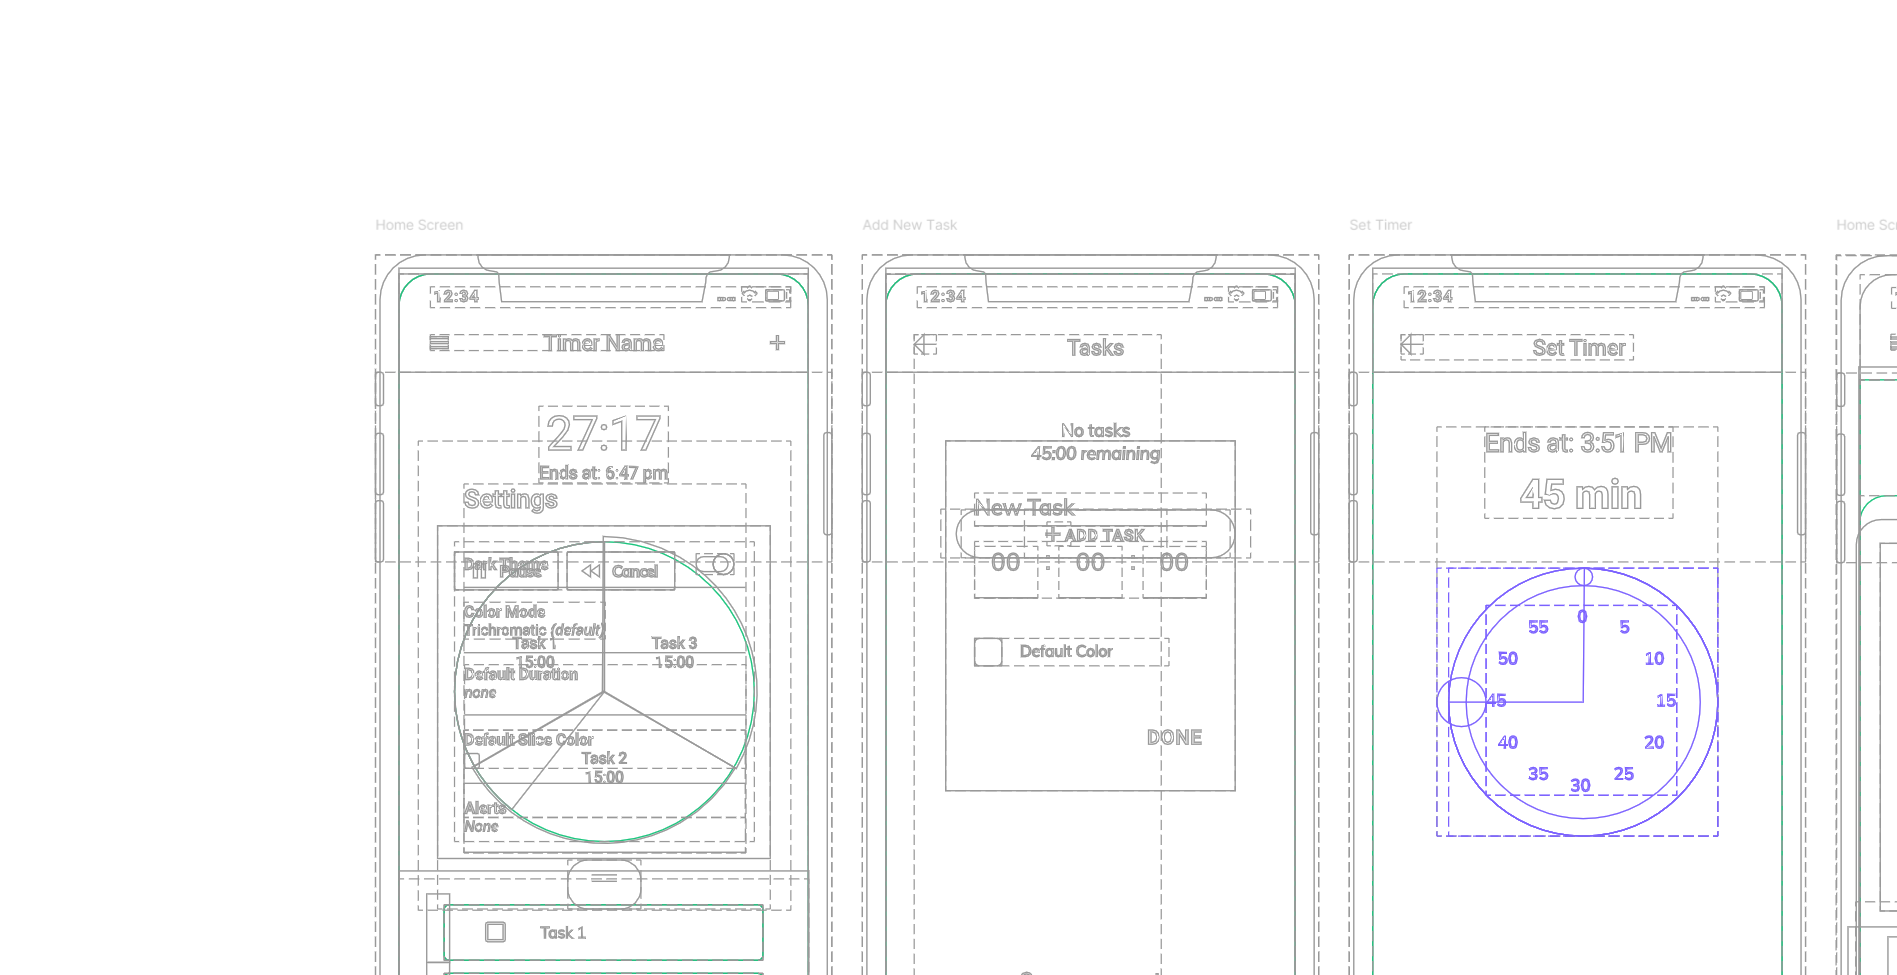 Home Screen
12:34
Timer Name
27:17
Ends at: 6:47 pm
Settings
Dark Theme
Pause
Cancel
Color Mode
Trichromatic (default)
Task 1
15:00
Task 3
15:00
Default Duration
none
Default Slice Color
Task 2
15:00
Alerts
None
Task 1
Add New Task
12:34
Tasks
No tasks
45:00 remaining
New Task
ADD TASK
00 : 00 : 00
Default Color
DONE
Set Timer
12:34
Set Timer
Ends at: 3:51 PM
45 min
0
5
10
15
20
25
30
35
40
45
50
55
Home Scr